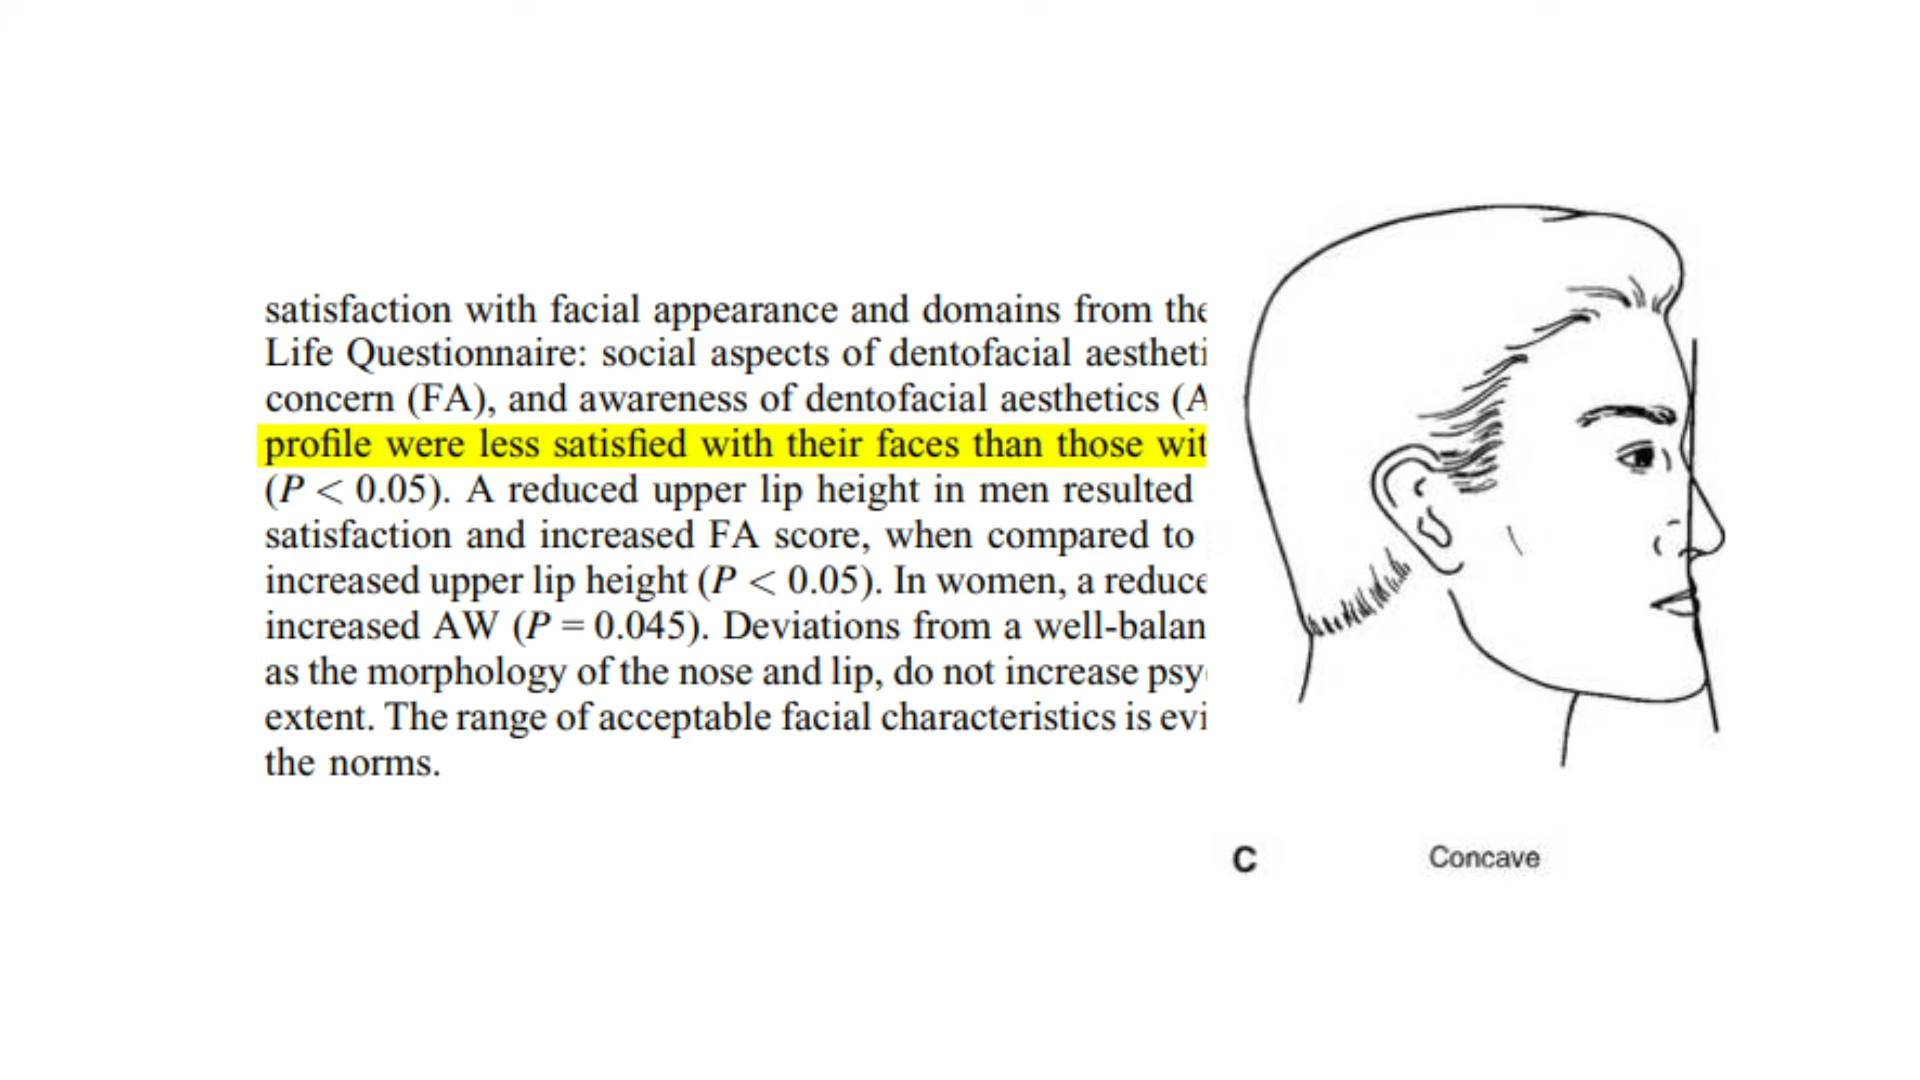 satisfaction with facial appearance and domains from the
Life Questionnaire: social aspects of dentofacial aestheti
concern (FA), and awareness of dentofacial aesthetics (A
profile were less satisfied with their faces than those wit
(P < 0.05). A reduced upper lip height in men resulted
satisfaction and increased FA score, when compared to
increased upper lip height (P < 0.05). In women, a reduce
increased AW (P = 0.045). Deviations from a well-balan
as the morphology of the nose and lip, do not increase psy
extent. The range of acceptable facial characteristics is evi
the norms.
C Concave